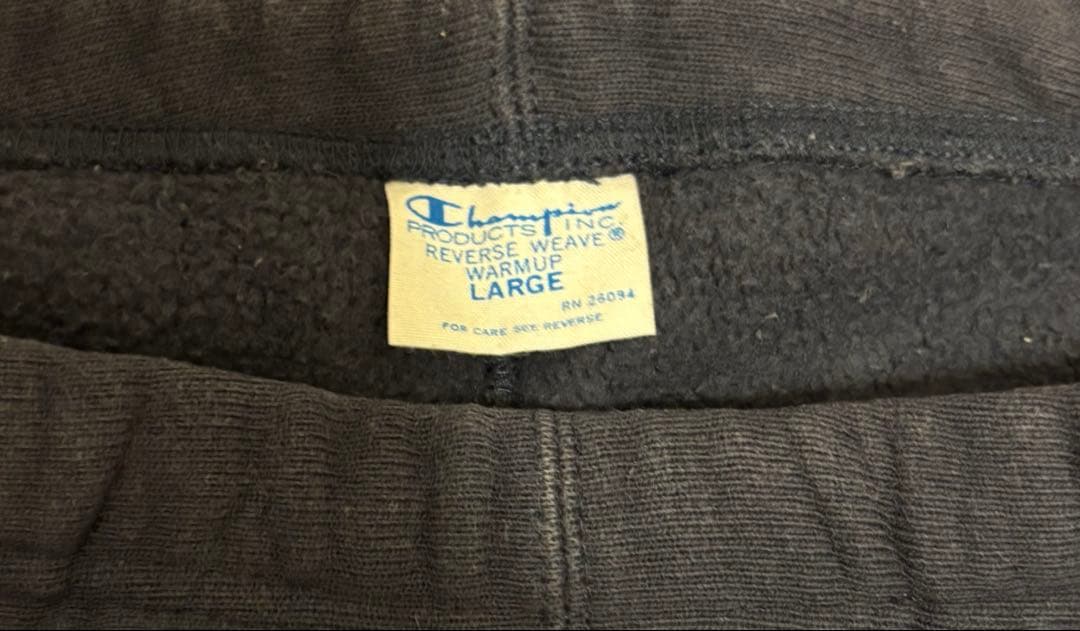 Champion
PRODUCTS INC.
REVERSE WEAVE®
WARMUP
LARGE
RN 26094
FOR CARE SEE REVERSE